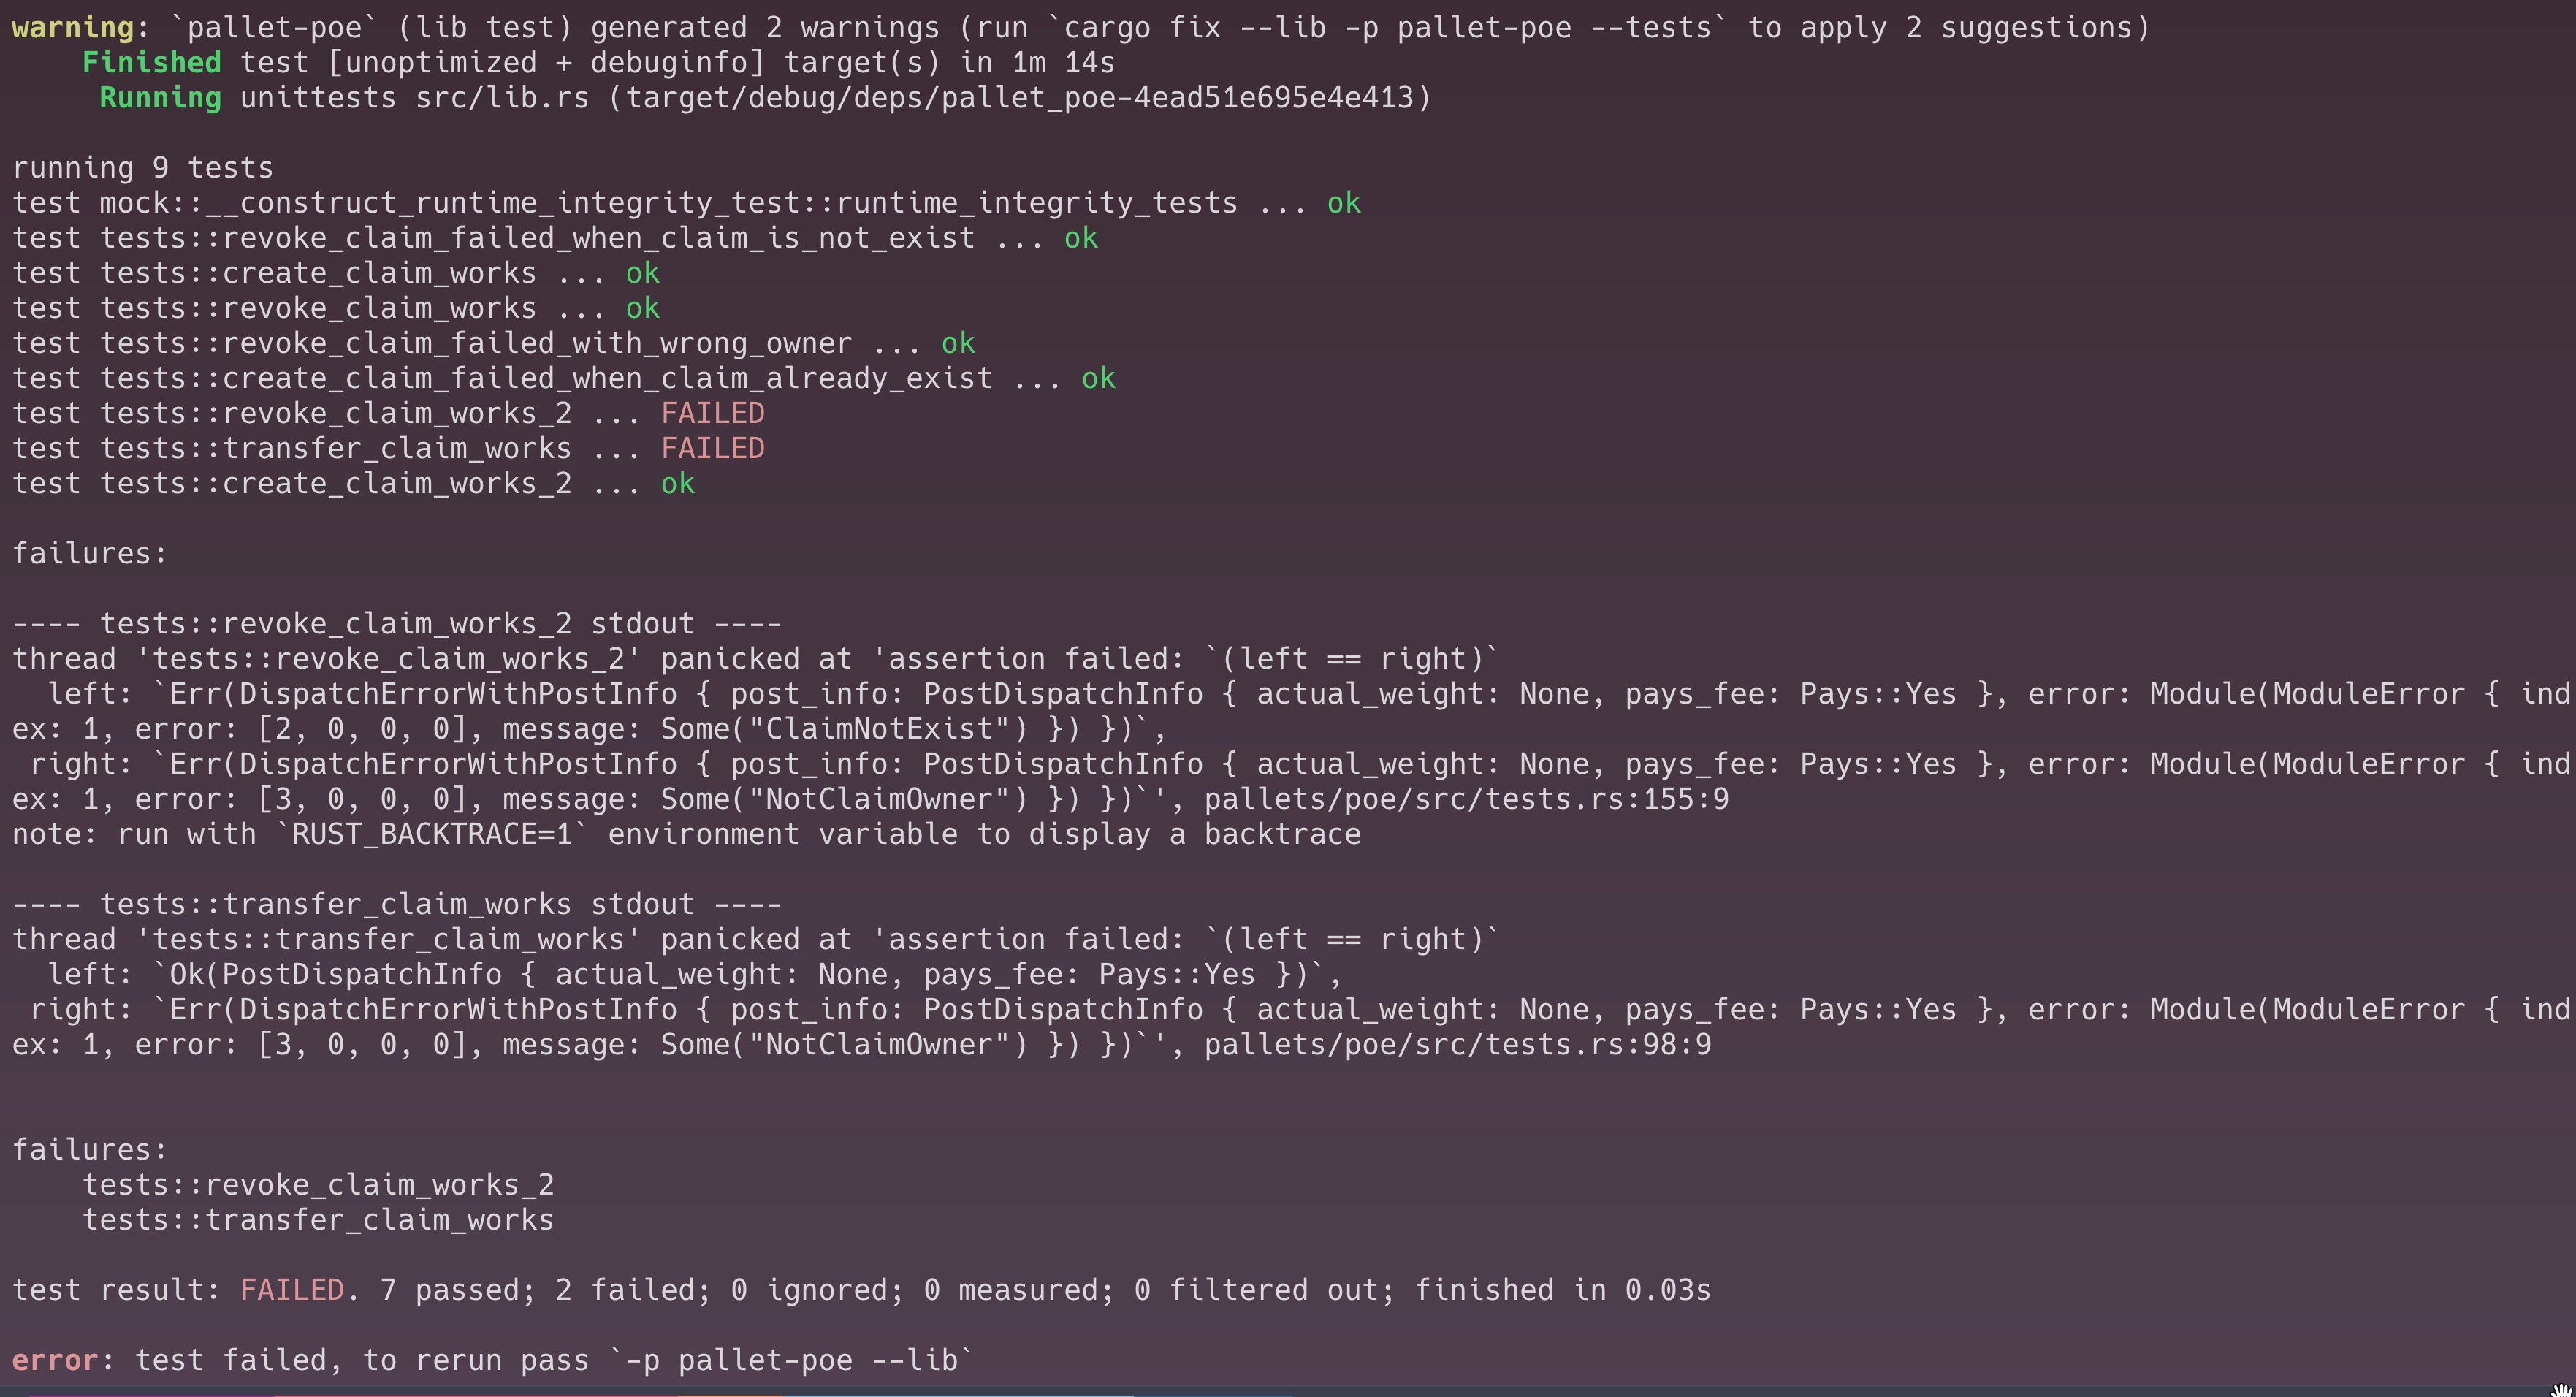 warning: `pallet-poe` (lib test) generated 2 warnings (run `cargo fix --lib -p pallet-poe --tests` to apply 2 suggestions)
    Finished test [unoptimized + debuginfo] target(s) in 1m 14s
     Running unittests src/lib.rs (target/debug/deps/pallet_poe-4ead51e695e4e413)

running 9 tests
test mock::__construct_runtime_integrity_test::runtime_integrity_tests ... ok
test tests::revoke_claim_failed_when_claim_is_not_exist ... ok
test tests::create_claim_works ... ok
test tests::revoke_claim_works ... ok
test tests::revoke_claim_failed_with_wrong_owner ... ok
test tests::create_claim_failed_when_claim_already_exist ... ok
test tests::revoke_claim_works_2 ... FAILED
test tests::transfer_claim_works ... FAILED
test tests::create_claim_works_2 ... ok

failures:

---- tests::revoke_claim_works_2 stdout ----
thread 'tests::revoke_claim_works_2' panicked at 'assertion failed: `(left == right)`
  left: `Err(DispatchErrorWithPostInfo { post_info: PostDispatchInfo { actual_weight: None, pays_fee: Pays::Yes }, error: Module(ModuleError { ind
ex: 1, error: [2, 0, 0, 0], message: Some("ClaimNotExist") }) })`,
 right: `Err(DispatchErrorWithPostInfo { post_info: PostDispatchInfo { actual_weight: None, pays_fee: Pays::Yes }, error: Module(ModuleError { ind
ex: 1, error: [3, 0, 0, 0], message: Some("NotClaimOwner") }) })`', pallets/poe/src/tests.rs:155:9
note: run with `RUST_BACKTRACE=1` environment variable to display a backtrace

---- tests::transfer_claim_works stdout ----
thread 'tests::transfer_claim_works' panicked at 'assertion failed: `(left == right)`
  left: `Ok(PostDispatchInfo { actual_weight: None, pays_fee: Pays::Yes })`,
 right: `Err(DispatchErrorWithPostInfo { post_info: PostDispatchInfo { actual_weight: None, pays_fee: Pays::Yes }, error: Module(ModuleError { ind
ex: 1, error: [3, 0, 0, 0], message: Some("NotClaimOwner") }) })`', pallets/poe/src/tests.rs:98:9


failures:
    tests::revoke_claim_works_2
    tests::transfer_claim_works

test result: FAILED. 7 passed; 2 failed; 0 ignored; 0 measured; 0 filtered out; finished in 0.03s

error: test failed, to rerun pass `-p pallet-poe --lib`